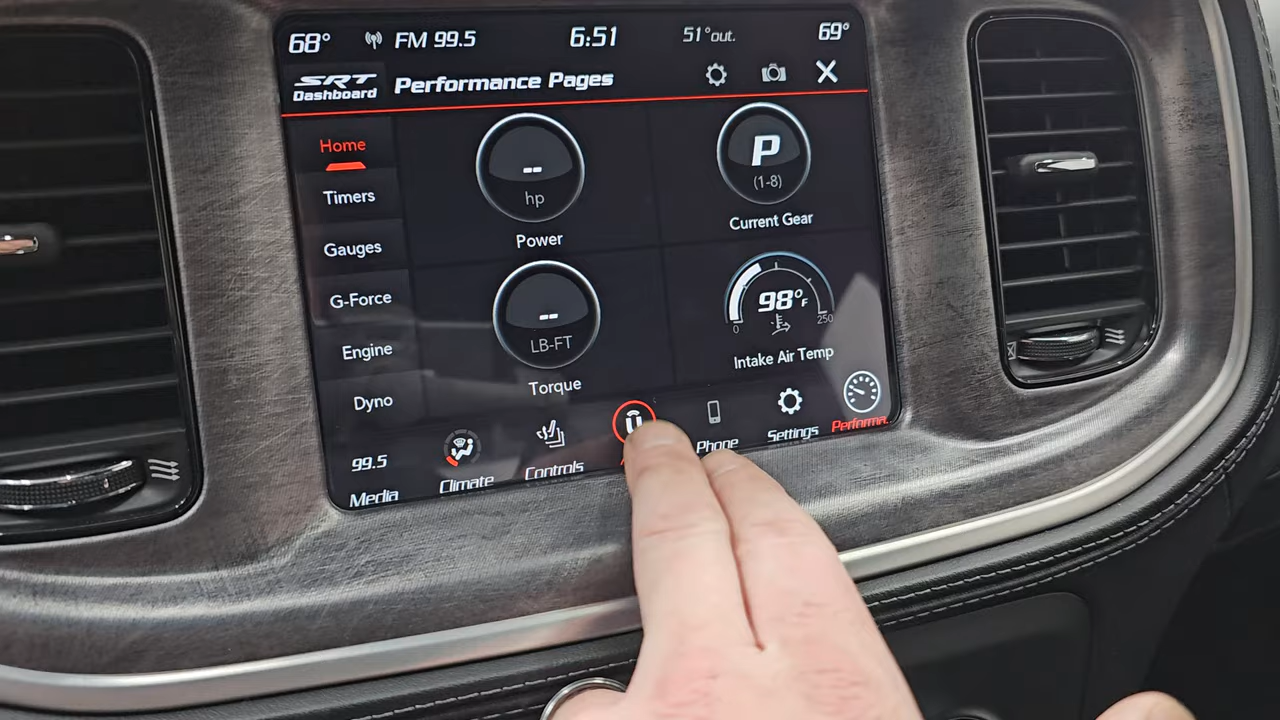 68° FM 99.5 6:51 51°out. 69°
SRT
Dashboard
Performance Pages
Home
Timers
Gauges
G-Force
Engine
Dyno
--
hp
Power
P
(1-8)
Current Gear
--
LB-FT
Torque
98°F
0 250
Intake Air Temp
99.5
Media
Climate
Controls
Phone
Settings
Performa